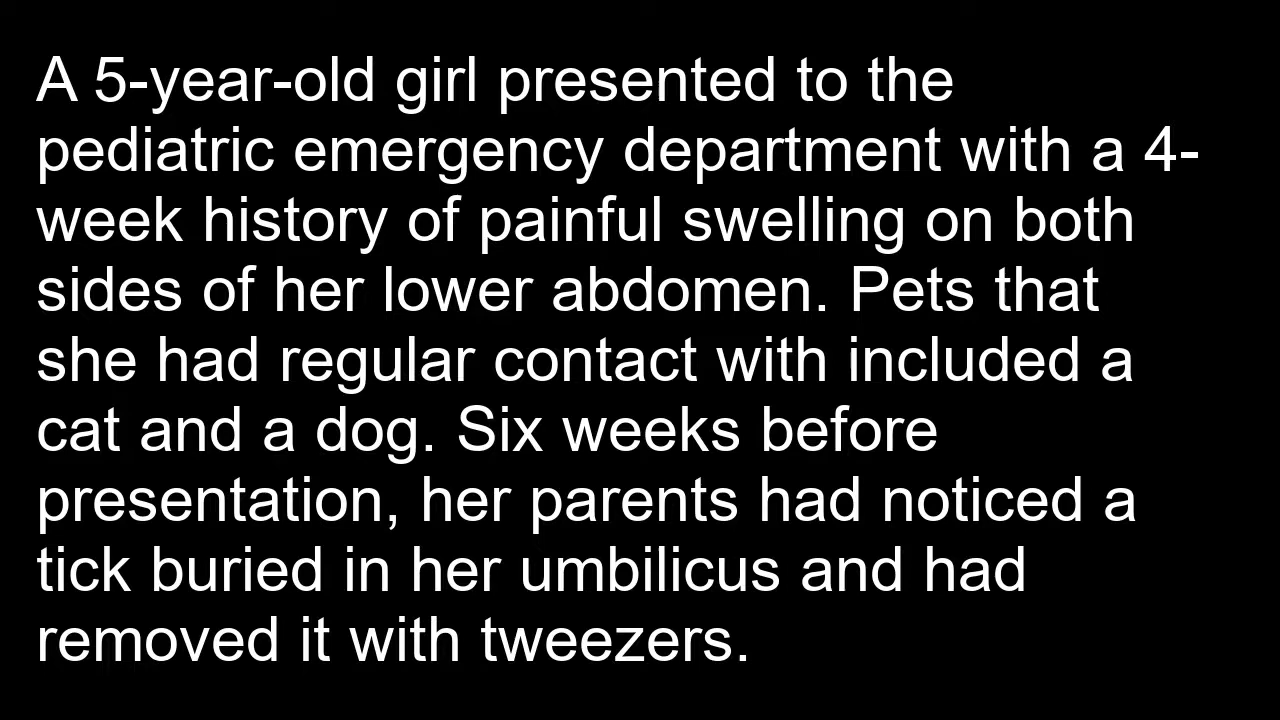 A 5-year-old girl presented to the
pediatric emergency department with a 4-
week history of painful swelling on both
sides of her lower abdomen. Pets that
she had regular contact with included a
cat and a dog. Six weeks before
presentation, her parents had noticed a
tick buried in her umbilicus and had
removed it with tweezers.